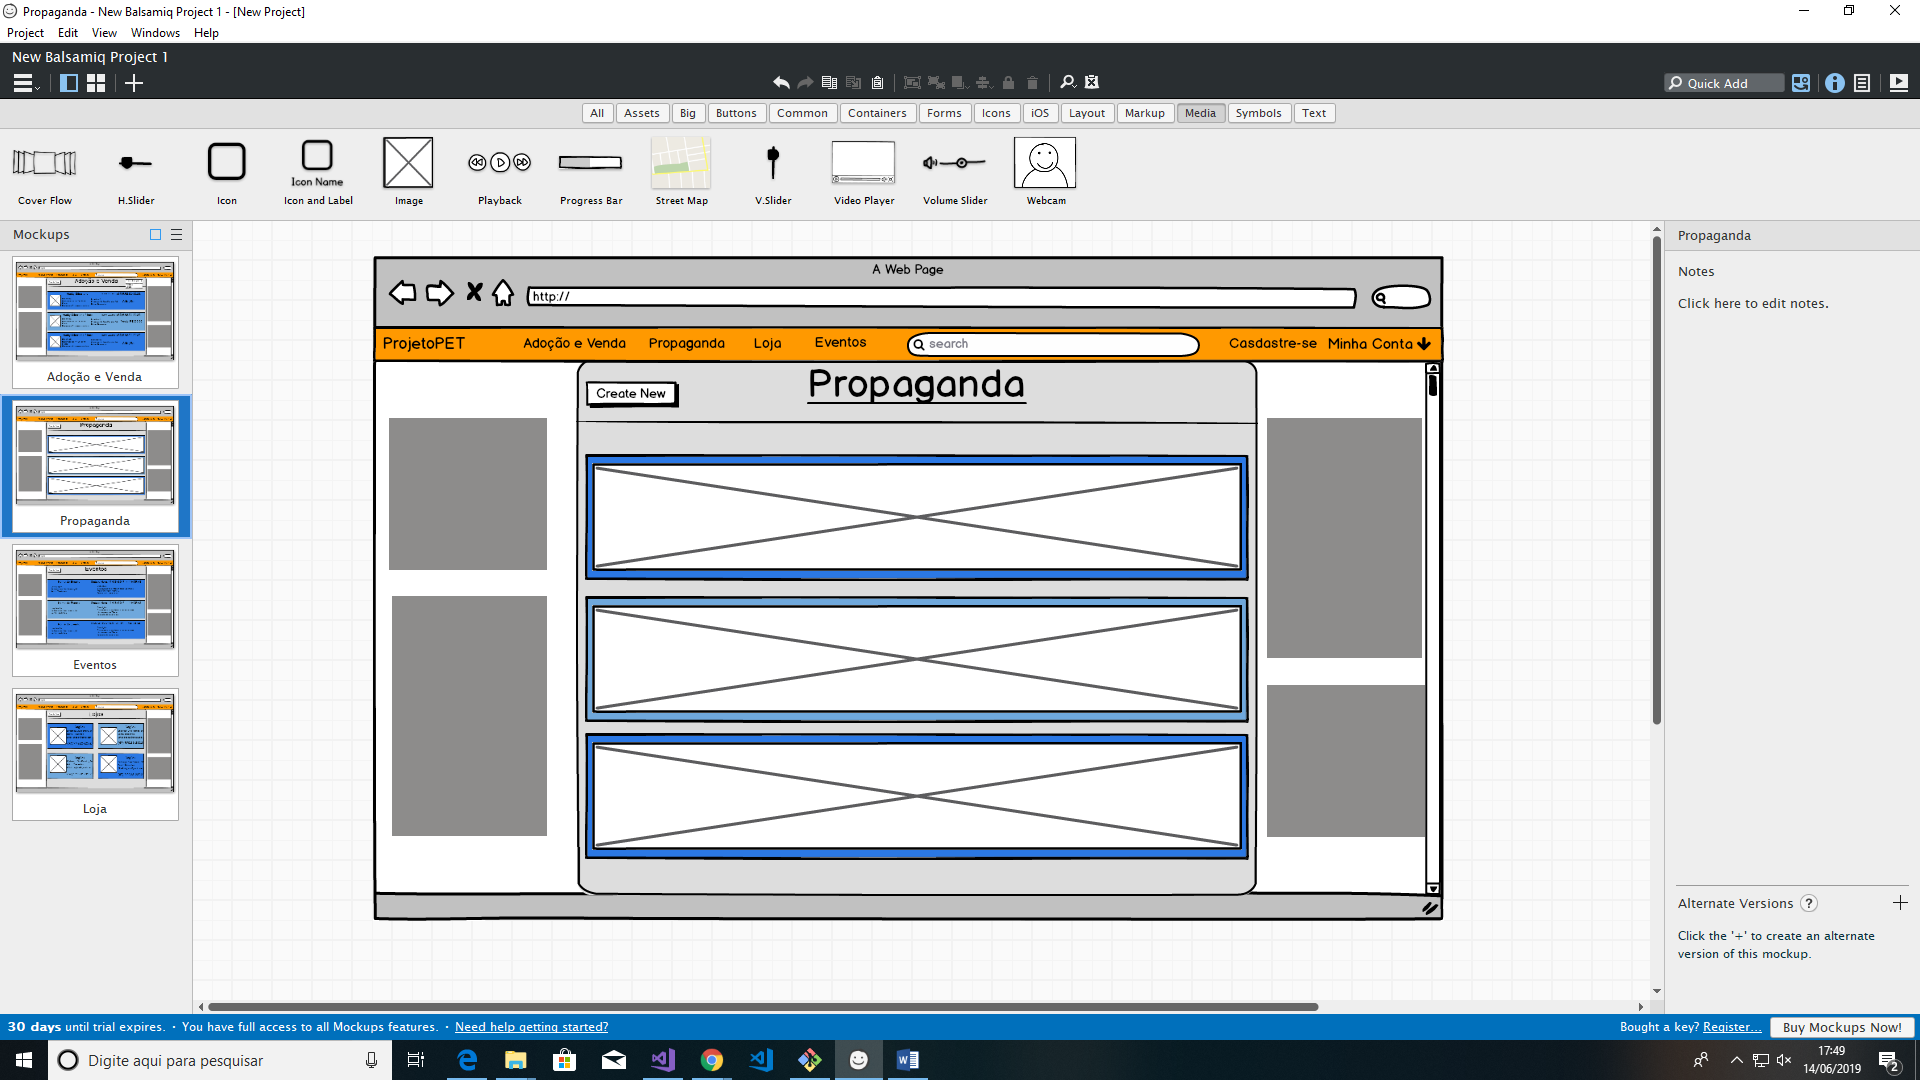 Propaganda - New Balsamiq Project 1 - [New Project]
Project Edit View Windows Help
New Balsamiq Project 1
Quick Add
All Assets Big Buttons Common Containers Forms Icons iOS Layout Markup Media Symbols Text
Icon Name
Cover Flow H.Slider Icon Icon and Label Image Playback Progress Bar Street Map V.Slider Video Player Volume Slider Webcam
Mockups
Adoção e Venda
Adoção e Venda
Propaganda
Propaganda
Eventos
Eventos
Loja
A Web Page
http://
ProjetoPET Adoção e Venda Propaganda Loja Eventos search Casdastre-se Minha Conta
Create New Propaganda
Propaganda
Notes
Click here to edit notes.
Alternate Versions ?
Click the '+' to create an alternate
version of this mockup.
30 days until trial expires. · You have full access to all Mockups features. · Need help getting started?
Bought a key? Register... Buy Mockups Now!
Digite aqui para pesquisar
17:49
14/06/2019
2